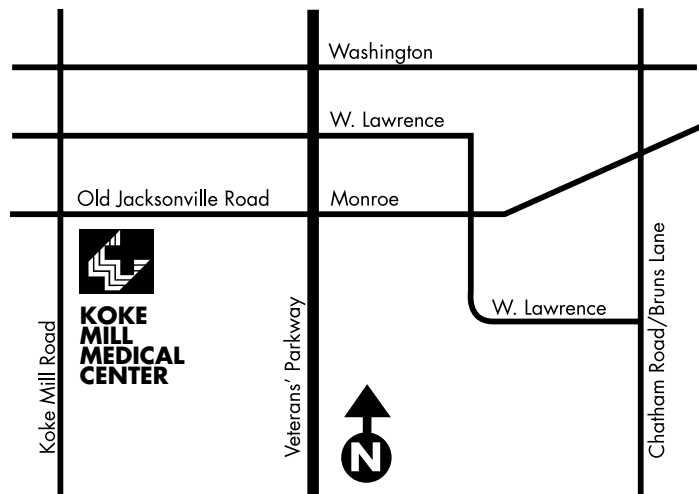 Washington
W. Lawrence
Old Jacksonville Road
Monroe
KOKE
MILL
MEDICAL
CENTER
W. Lawrence
Koke Mill Road
Veterans' Parkway
Chatham Road/Bruns Lane
N